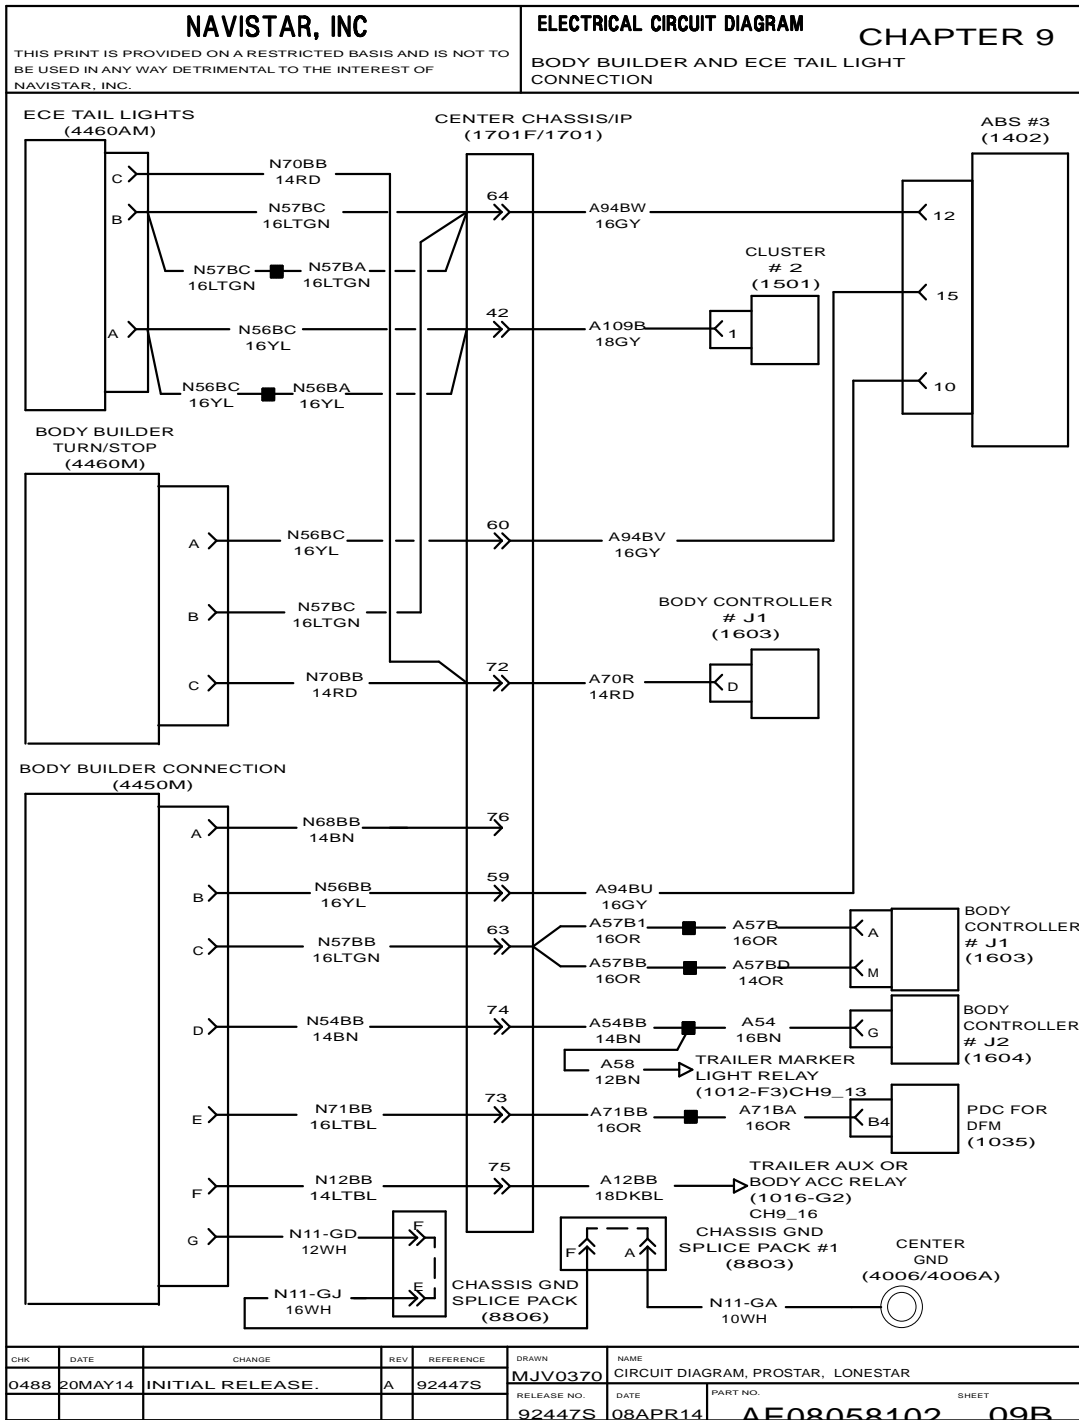 NAVISTAR, INC
THIS PRINT IS PROVIDED ON A RESTRICTED BASIS AND IS NOT TO
BE USED IN ANY WAY DETRIMENTAL TO THE INTEREST OF
NAVISTAR, INC.
ELECTRICAL CIRCUIT DIAGRAM
CHAPTER 9
BODY BUILDER AND ECE TAIL LIGHT
CONNECTION
ECE TAIL LIGHTS
(4460AM)
CENTER CHASSIS/IP
(1701F/1701)
ABS #3
(1402)
C
N70BB
14RD
B
N57BC
16LTGN
64
A94BW
16GY
12
N57BC
16LTGN
N57BA
16LTGN
CLUSTER
# 2
(1501)
15
A
N56BC
16YL
42
A109B
18GY
1
N56BC
16YL
N56BA
16YL
10
BODY BUILDER
TURN/STOP
(4460M)
A
N56BC
16YL
60
A94BV
16GY
B
N57BC
16LTGN
BODY CONTROLLER
# J1
(1603)
C
N70BB
14RD
72
A70R
14RD
D
BODY BUILDER CONNECTION
(4450M)
A
N68BB
14BN
76
B
N56BB
16YL
59
A94BU
16GY
C
N57BB
16LTGN
63
A57B1
16OR
A57B
16OR
A
A57BB
16OR
A57BD
14OR
M
BODY
CONTROLLER
# J1
(1603)
D
N54BB
14BN
74
A54BB
14BN
A54
16BN
G
BODY
CONTROLLER
# J2
(1604)
A58
12BN
TRAILER MARKER
LIGHT RELAY
(1012-F3)CH9_13
E
N71BB
16LTBL
73
A71BB
16OR
A71BA
16OR
B4
PDC FOR
DFM
(1035)
F
N12BB
14LTBL
75
A12BB
18DKBL
TRAILER AUX OR
BODY ACC RELAY
(1016-G2)
CH9_16
G
N11-GD
12WH
F
E
N11-GJ
16WH
CHASSIS GND
SPLICE PACK
(8806)
F
A
CHASSIS GND
SPLICE PACK #1
(8803)
N11-GA
10WH
CENTER
GND
(4006/4006A)
CHK DATE CHANGE REV REFERENCE
0488 20MAY14 INITIAL RELEASE. A 92447S
DRAWN
MJV0370
NAME
CIRCUIT DIAGRAM, PROSTAR, LONESTAR
RELEASE NO.
92447S
DATE
08APR14
PART NO.
AE08058102
SHEET
09B